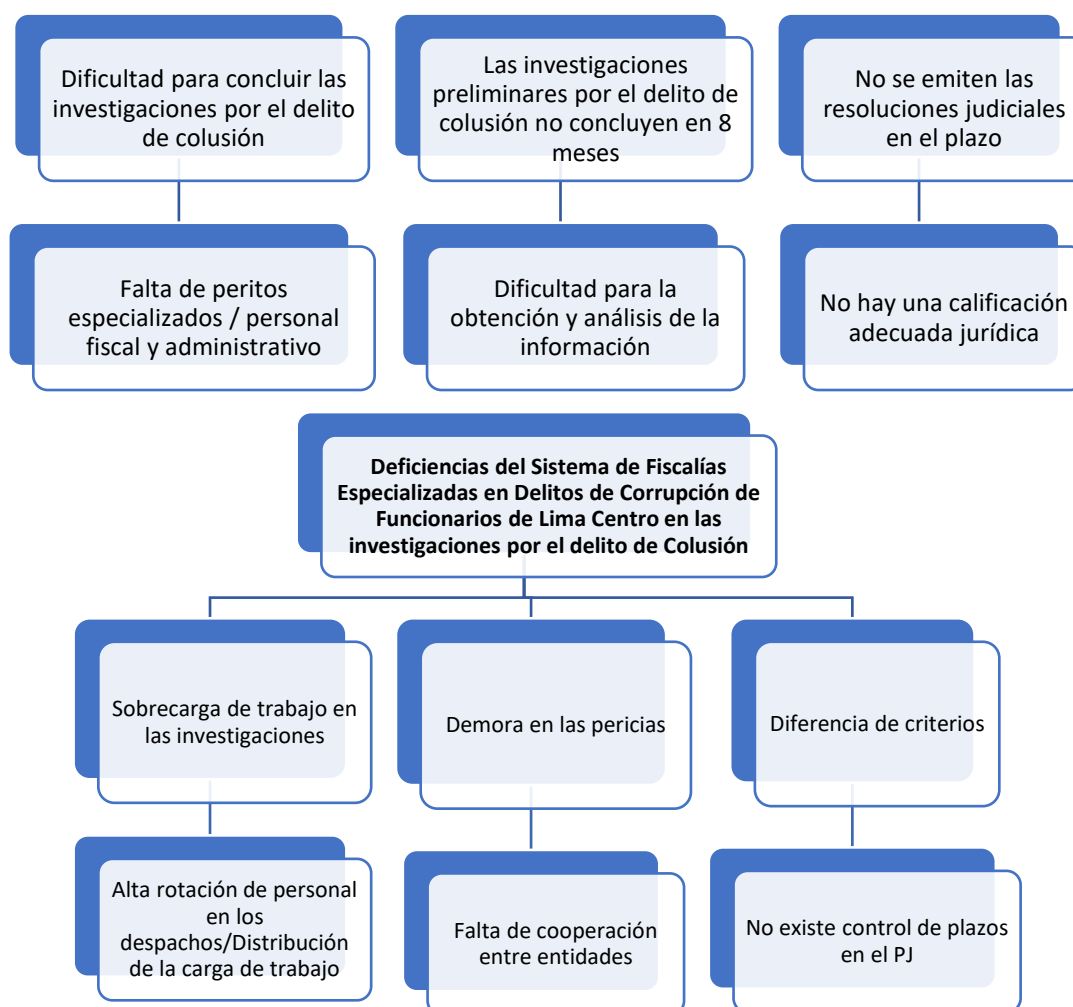 Dificultad para concluir las
investigaciones por el delito
de colusión
Las investigaciones
preliminares por el delito de
colusión no concluyen en 8
meses
No se emiten las
resoluciones judiciales
en el plazo
Falta de peritos
especializados / personal
fiscal y administrativo
Dificultad para la
obtención y análisis de la
información
No hay una calificación
adecuada jurídica
Deficiencias del Sistema de Fiscalías
Especializadas en Delitos de Corrupción de
Funcionarios de Lima Centro en las
investigaciones por el delito de Colusión
Sobrecarga de trabajo en
las investigaciones
Demora en las pericias
Diferencia de criterios
Alta rotación de personal
en los
despachos/Distribución
de la carga de trabajo
Falta de cooperación
entre entidades
No existe control de plazos
en el PJ